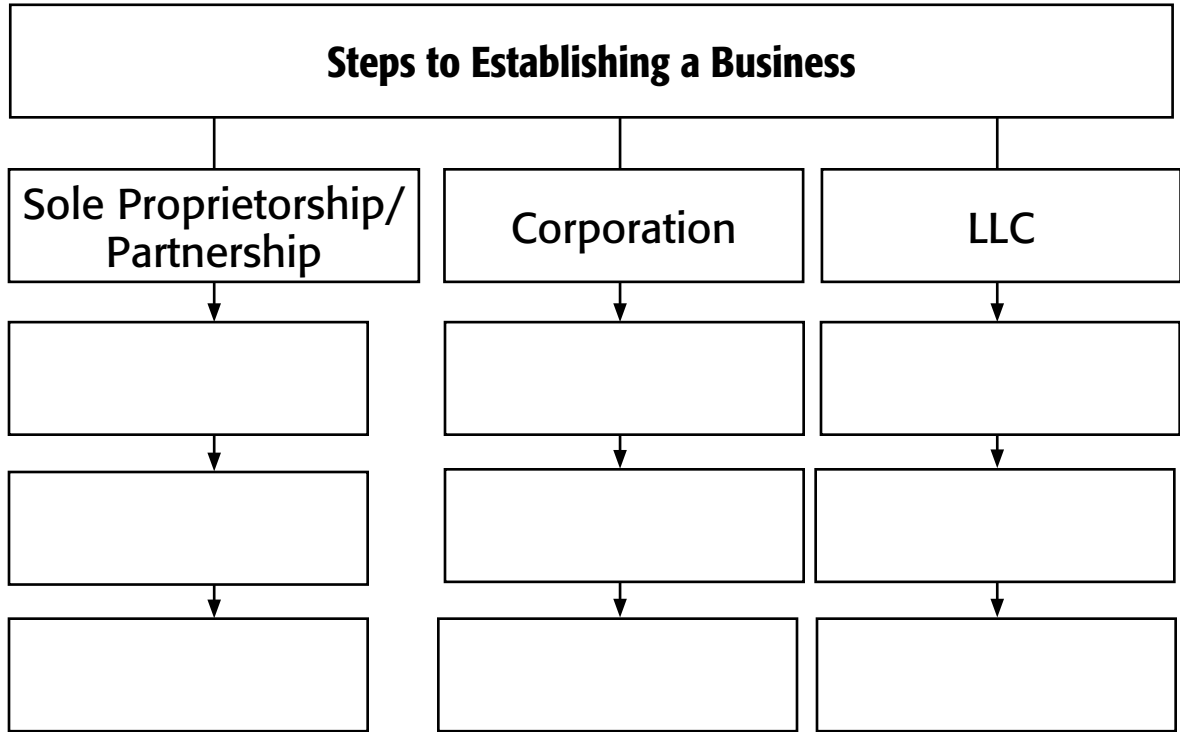 Steps to Establishing a Business
Sole Proprietorship/
Partnership
Corporation
LLC